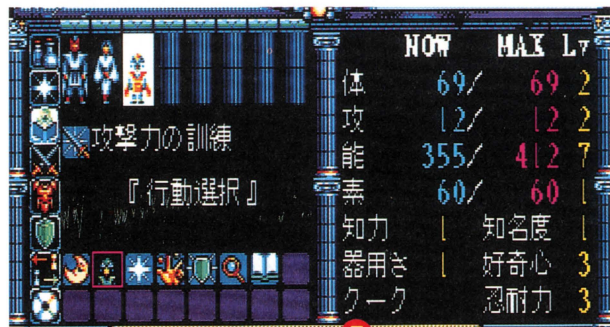 攻撃力の訓練
『行動選択』
NOW MAX Lv
体 69/ 69 2
攻 12/ 12 2
能 355/ 412 7
素 60/ 60 1
知力 1 知名度 1
器用さ 1 好奇心 3
クーク 忍耐力 3